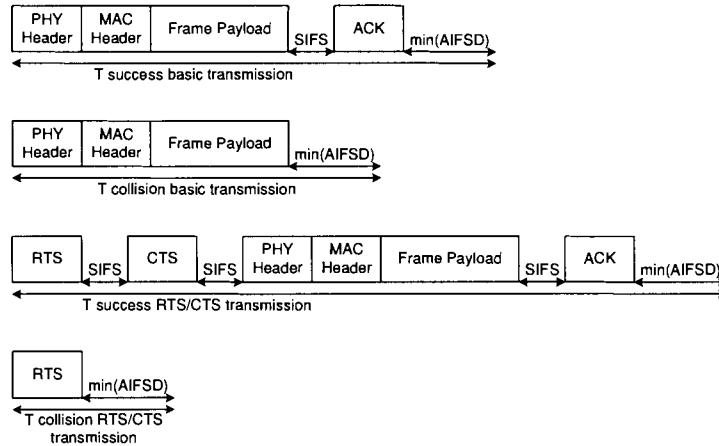 PHY Header MAC Header Frame Payload SIFS ACK min(AIFSD)
T success basic transmission
PHY Header MAC Header Frame Payload min(AIFSD)
T collision basic transmission
RTS SIFS CTS SIFS PHY Header MAC Header Frame Payload SIFS ACK min(AIFSD)
T success RTS/CTS transmission
RTS min(AIFSD)
T collision RTS/CTS
transmission